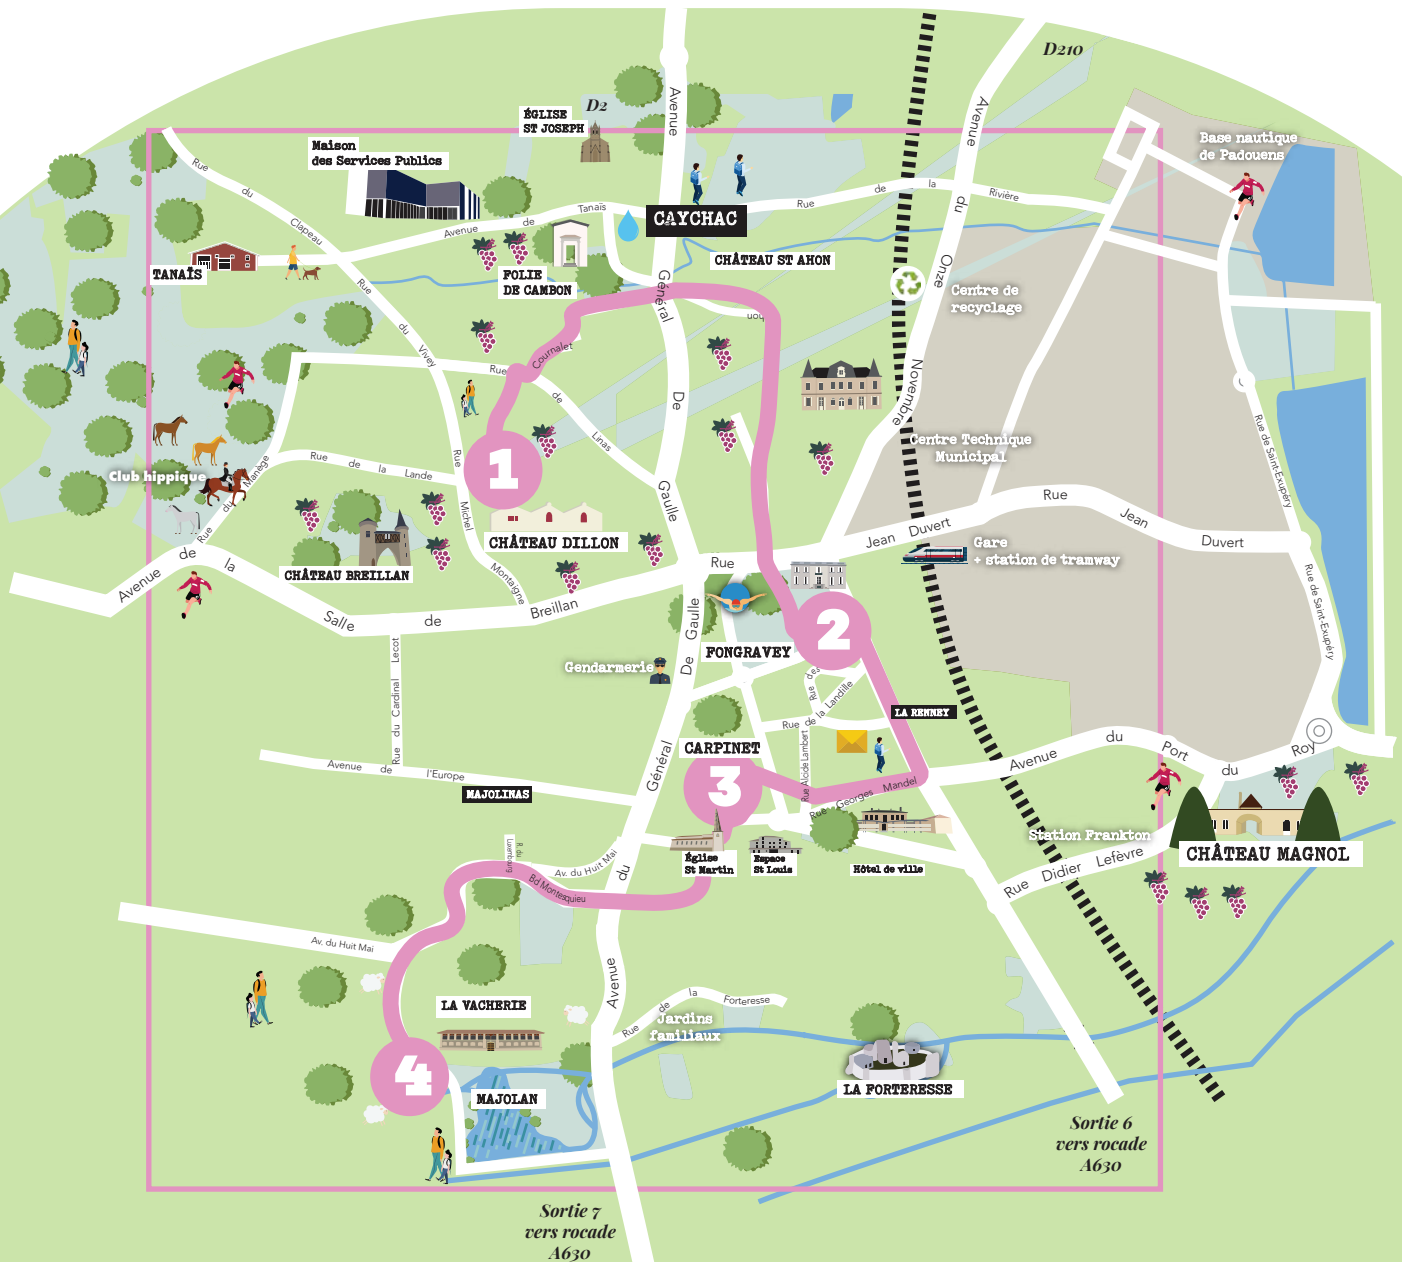 D210
D2
ÉGLISE
ST JOSEPH
Avenue
Avenue
Base nautique
de Padouens
Maison
des Services Publics
Rue
du
Clapeau
Avenue
de
Tanaïs
CAYCHAC
Rue
de
la
Rivière
du
TANAÏS
FOLIE
DE CAMBON
CHÂTEAU ST AHON
Onze
Centre de
recyclage
Rue
du
Vivey
Général
hon
Cournalet
Rue
de
Linas
De
Novembre
Rue de Saint-Exupéry
Centre Technique
Municipal
Club hippique
Rue
du
Manège
Rue
de
la
Lande
Rue
Michel
Montaigne
1
Gaulle
Rue
Jean
Duvert
Jean
Duvert
CHÂTEAU DILLON
CHÂTEAU BREILLAN
Avenue
de
la
Salle
de
Breillan
Rue
Gare
+ station de tramway
Rue de Saint-Exupéry
2
FONGRAVEY
De
Gaulle
Gendarmerie
Rue
du
Cardinal
Lecot
Rue
des
Rue
de
la
Landille
LA RENNEY
CARPINET
3
Rue Alcide Lambert
Avenue
de
l'Europe
MAJOLINAS
Général
Rue
Georges
Mandel
Avenue
du
Port
du
Roy
Station Frankton
CHÂTEAU MAGNOL
Rue
Didier
Lefèvre
Église
St Martin
Espace
St Louis
Hôtel de ville
R. du
Luxembourg
Av. du Huit Mai
du
Bd Montesquieu
Av. du Huit Mai
Avenue
LA VACHERIE
Rue
de
la
Forteresse
Jardins
familiaux
4
MAJOLAN
LA FORTERESSE
Sortie 6
vers rocade
A630
Sortie 7
vers rocade
A630